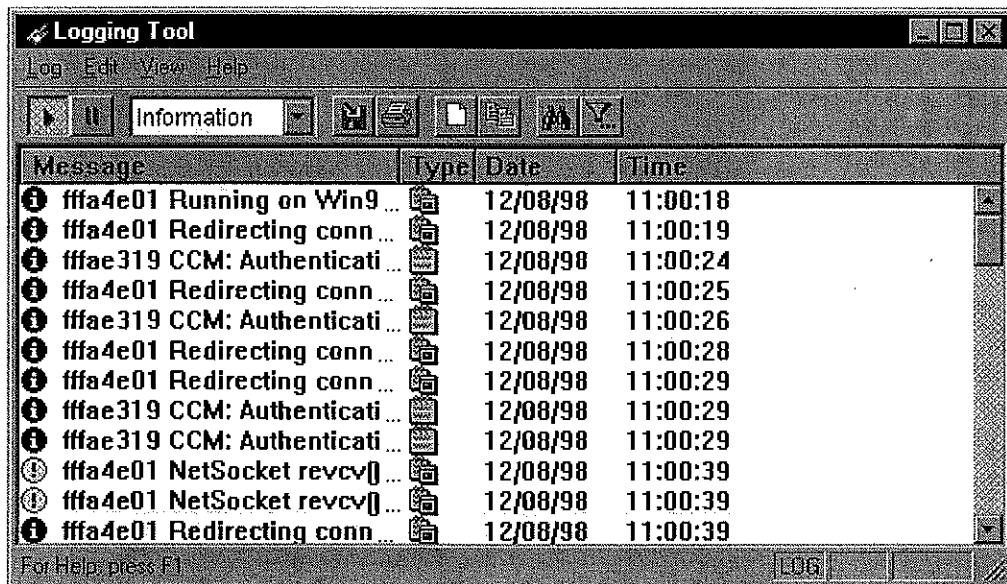 Logging Tool
Log Edit View Help
Information
Message Type Date Time
fffa4e01 Running on Win9... 12/08/98 11:00:18
fffa4e01 Redirecting conn... 12/08/98 11:00:19
fffae319 CCM: Authenticati... 12/08/98 11:00:24
fffa4e01 Redirecting conn... 12/08/98 11:00:25
fffae319 CCM: Authenticati... 12/08/98 11:00:26
fffa4e01 Redirecting conn... 12/08/98 11:00:28
fffa4e01 Redirecting conn... 12/08/98 11:00:29
fffae319 CCM: Authenticati... 12/08/98 11:00:29
fffae319 CCM: Authenticati... 12/08/98 11:00:29
fffa4e01 NetSocket revcv()... 12/08/98 11:00:39
fffa4e01 NetSocket revcv()... 12/08/98 11:00:39
fffa4e01 Redirecting conn... 12/08/98 11:00:39
For Help, press F1 LOG